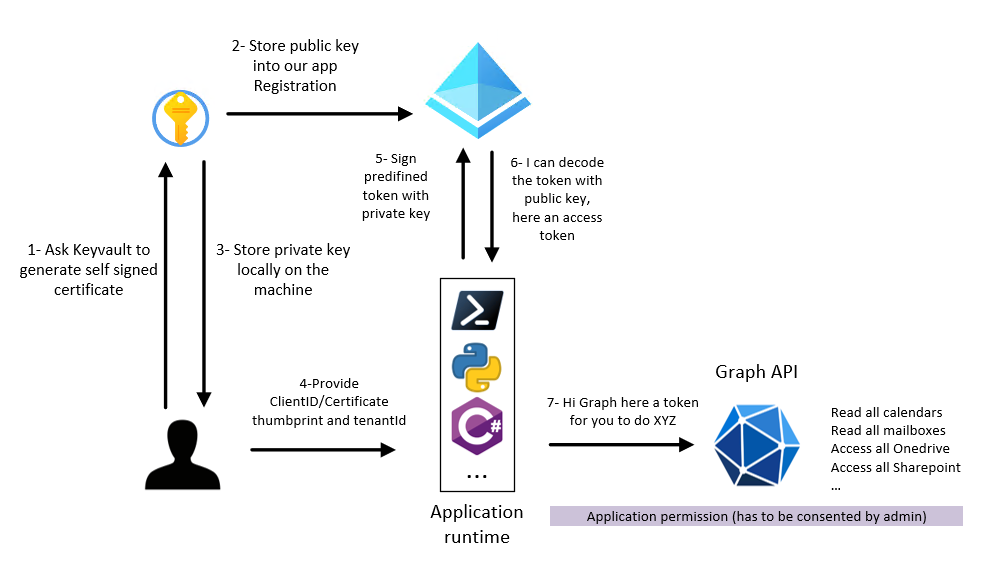 2- Store public key
into our app
Registration
5- Sign
predifined
token with
private key
6- I can decode
the token with
public key,
here an access
token
1- Ask Keyvault to
generate self signed
certificate
3- Store private key
locally on the
machine
4-Provide
ClientID/Certificate
thumbprint and tenantId
C#
...
Application
runtime
7- Hi Graph here a token
for you to do XYZ
Graph API
Read all calendars
Read all mailboxes
Access all Onedrive
Access all Sharepoint
...
Application permission (has to be consented by admin)